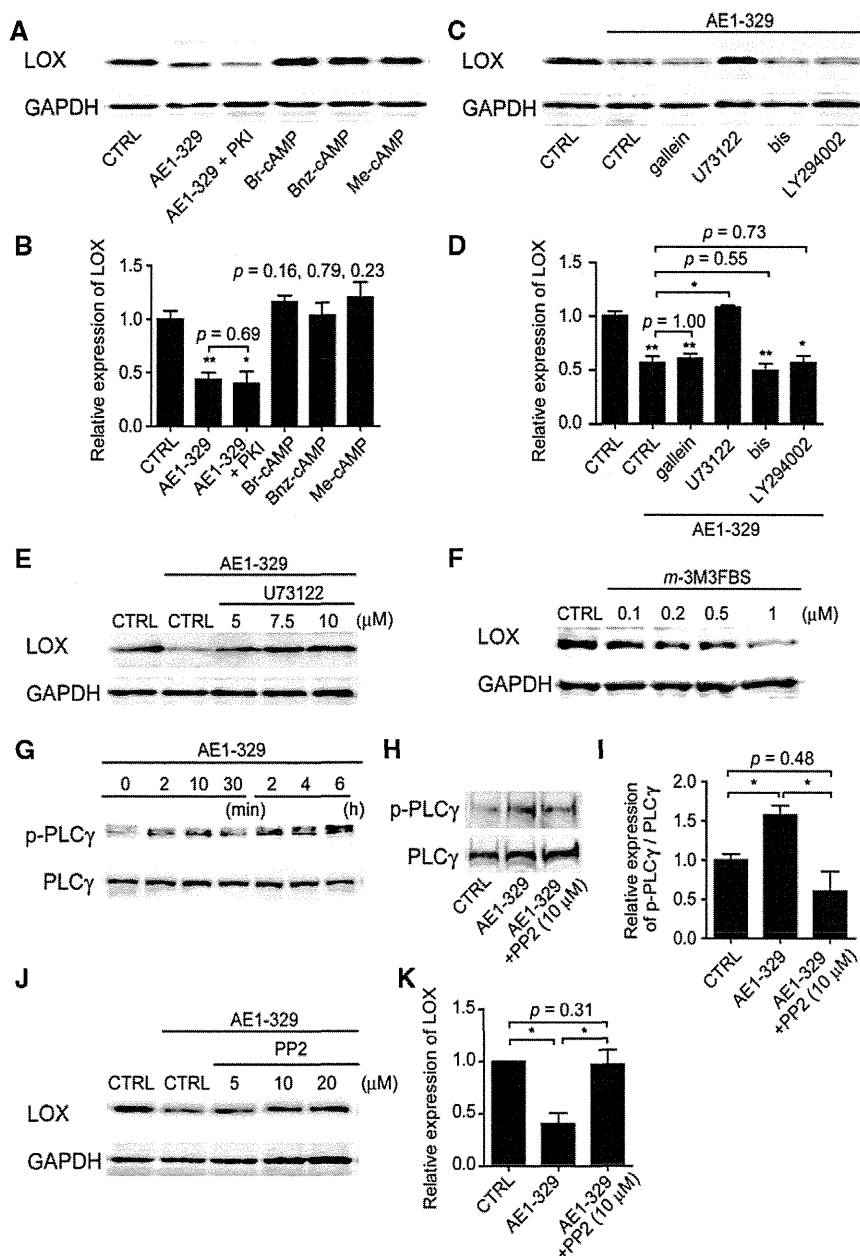 A
LOX
GAPDH
CTRL
AE1-329
AE1-329 + PKI
Br-cAMP
Bnz-cAMP
Me-cAMP
B
Relative expression of LOX
1.5
1.0
0.5
0.0
p = 0.16, 0.79, 0.23
p = 0.69
**
*
CTRL
AE1-329
AE1-329
+ PKI
Br-cAMP
Bnz-cAMP
Me-cAMP
C
AE1-329
LOX
GAPDH
CTRL
CTRL
gallein
U73122
bis
LY294002
D
Relative expression of LOX
1.5
1.0
0.5
0.0
p = 0.73
p = 0.55
*
p = 1.00
**
**
**
*
CTRL
CTRL
gallein
U73122
bis
LY294002
AE1-329
E
AE1-329
U73122
CTRL CTRL 5 7.5 10 (μM)
LOX
GAPDH
F
m-3M3FBS
CTRL 0.1 0.2 0.5 1 (μM)
LOX
GAPDH
G
AE1-329
0 2 10 30 2 4 6
(min) (h)
p-PLCγ
PLCγ
H
p-PLCγ
PLCγ
CTRL
AE1-329
AE1-329
+PP2 (10 μM)
I
Relative expression
of p-PLCγ / PLCγ
2.0
1.5
1.0
0.5
0.0
p = 0.48
* *
CTRL
AE1-329
AE1-329
+PP2 (10 μM)
J
AE1-329
PP2
CTRL CTRL 5 10 20 (μM)
LOX
GAPDH
K
Relative expression of LOX
1.5
1.0
0.5
0.0
p = 0.31
* *
CTRL
AE1-329
AE1-329
+PP2 (10 μM)